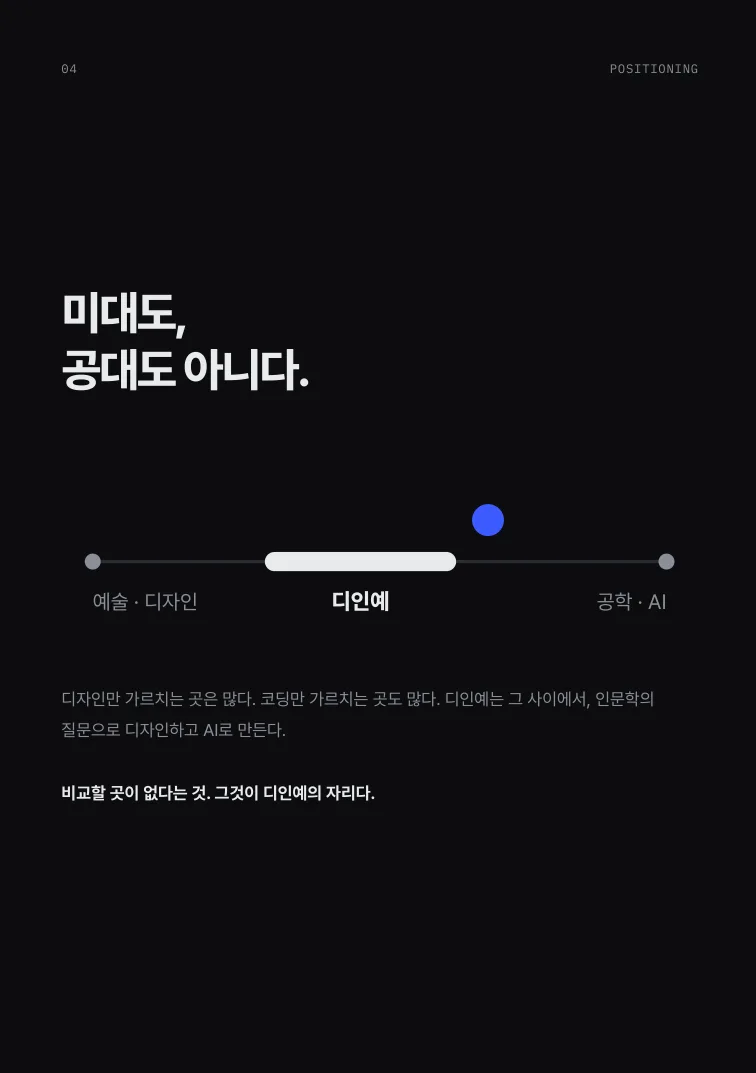 04
POSITIONING
미대도,
공대도 아니다.
예술 · 디자인
디인예
공학 · AI
디자인만 가르치는 곳은 많다. 코딩만 가르치는 곳도 많다. 디인예는 그 사이에서, 인문학의
질문으로 디자인하고 AI로 만든다.
비교할 곳이 없다는 것. 그것이 디인예의 자리다.